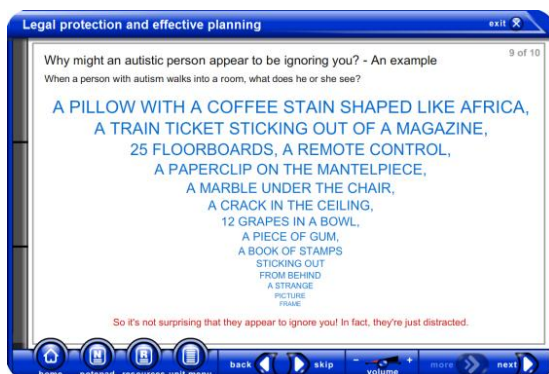 Legal protection and effective planning
exit
9 of 10
Why might an autistic person appear to be ignoring you? - An example
When a person with autism walks into a room, what does he or she see?
A PILLOW WITH A COFFEE STAIN SHAPED LIKE AFRICA,
A TRAIN TICKET STICKING OUT OF A MAGAZINE,
25 FLOORBOARDS, A REMOTE CONTROL,
A PAPERCLIP ON THE MANTELPIECE,
A MARBLE UNDER THE CHAIR,
A CRACK IN THE CEILING,
12 GRAPES IN A BOWL,
A PIECE OF GUM,
A BOOK OF STAMPS
STICKING OUT
FROM BEHIND
A STRANGE
PICTURE
FRAME
So it's not surprising that they appear to ignore you! In fact, they're just distracted.
N R
back skip - + more next
home notepad resources unit menu volume